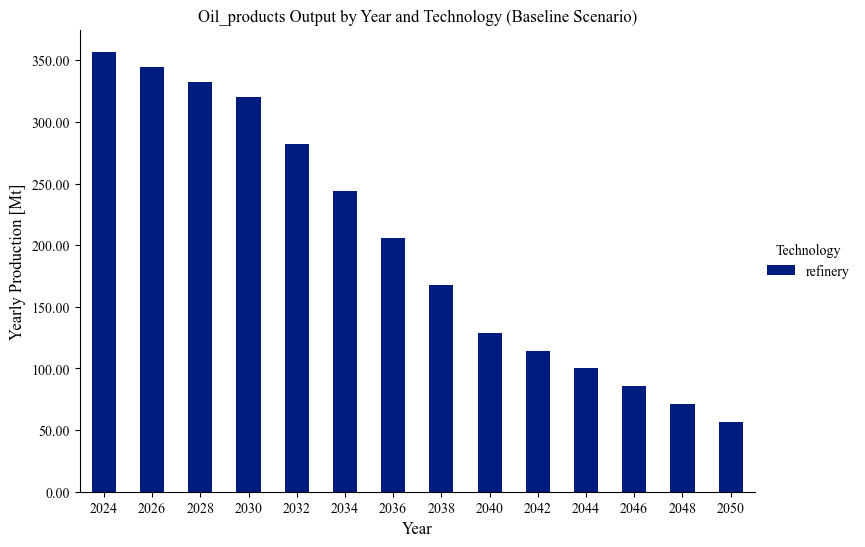 Oil_products Output by Year and Technology (Baseline Scenario)
Yearly Production [Mt]
350.00
300.00
250.00
200.00
150.00
100.00
50.00
0.00
2024 2026 2028 2030 2032 2034 2036 2038 2040 2042 2044 2046 2048 2050
Year
Technology
refinery